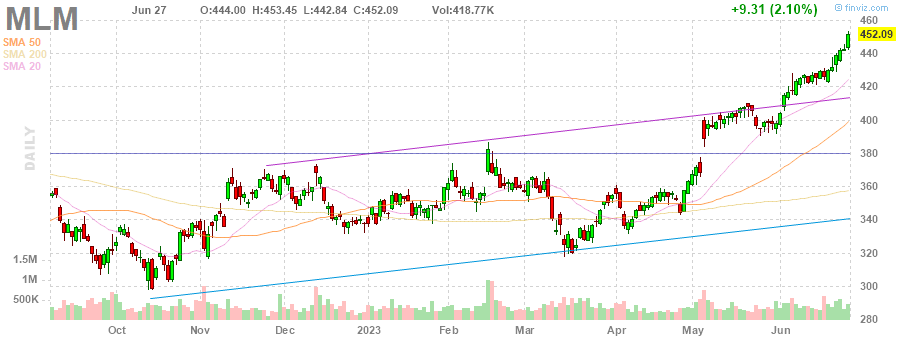 MLM
Jun 27 O:444.00 H:453.45 L:442.84 C:452.09 Vol:418.77K +9.31 (2.10%)
© finviz.com
SMA 50
SMA 200
SMA 20
DAILY
460
452.09
440
420
400
380
360
340
320
300
280
1.5M
1M
500K
Oct Nov Dec 2023 Feb Mar Apr May Jun